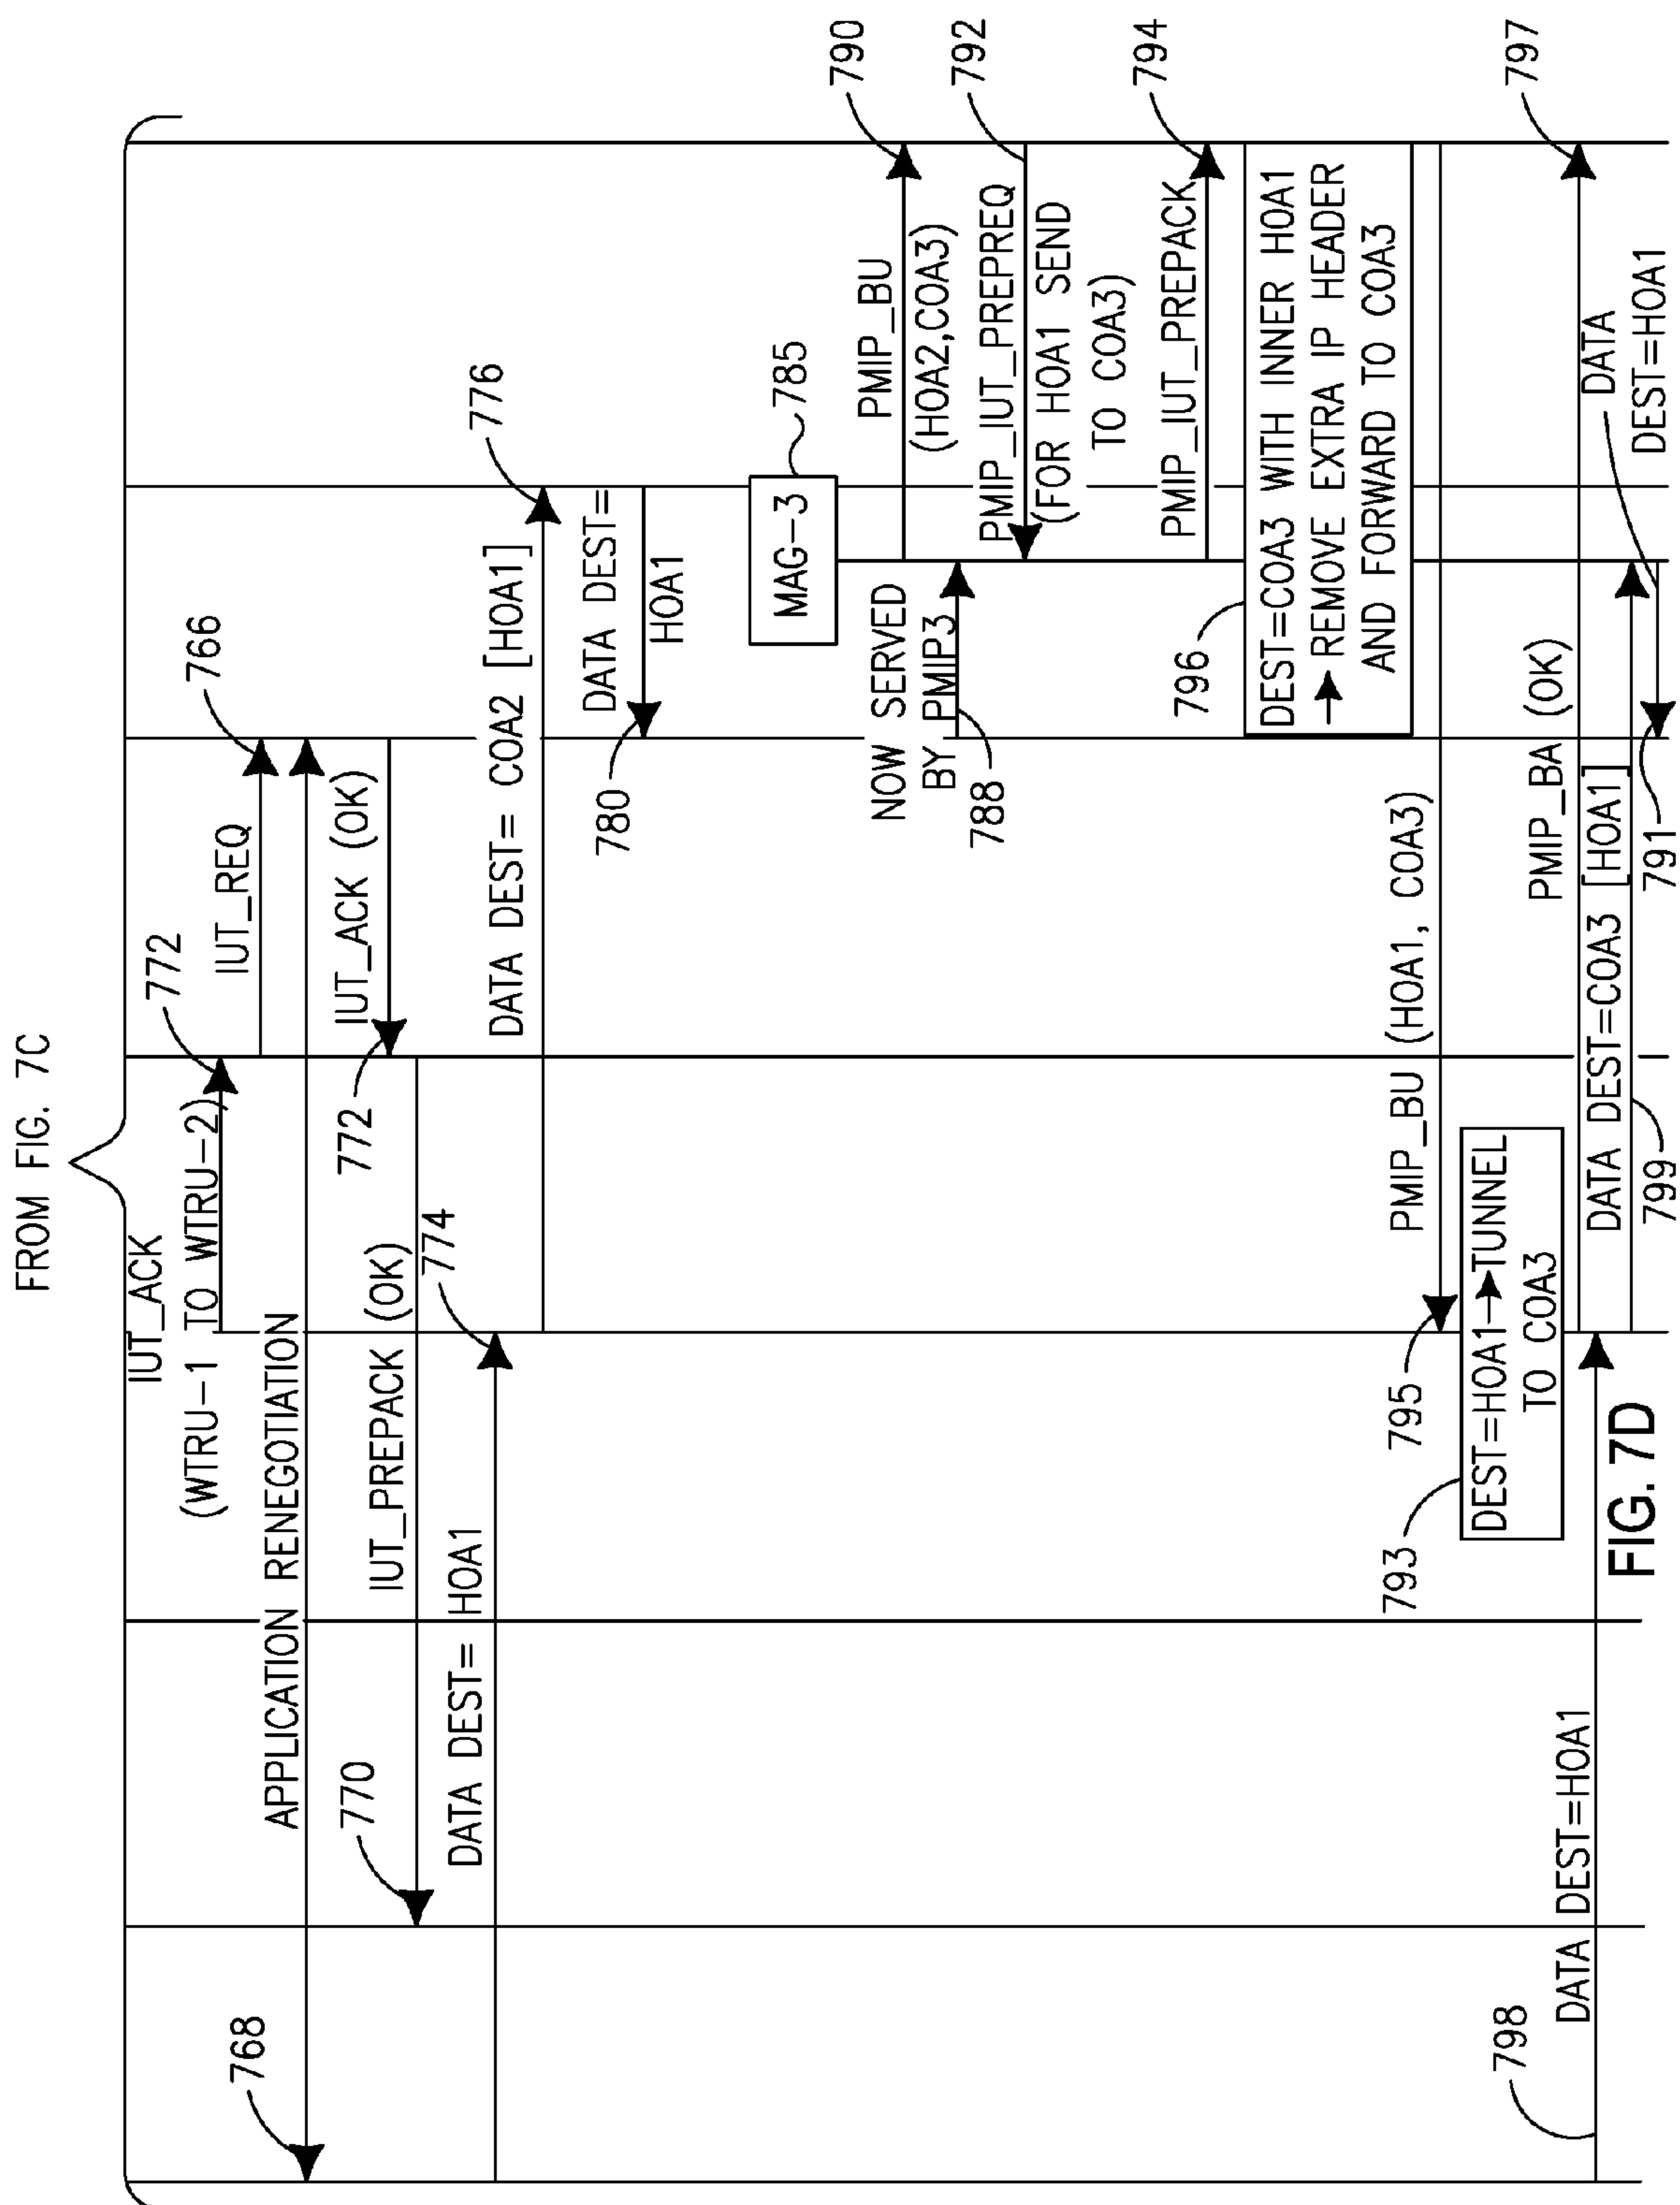 FROM FIG. 7C
IUT_ACK
(WTRU-1 TO WTRU-2)
772
IUT_REQ
766
APPLICATION RENEGOTIATION
768
IUT_ACK (OK)
772
IUT_PREPACK (OK)
770
DATA DEST= HOA1
774
DATA DEST= COA2 [HOA1]
776
DATA DEST=
HOA1
780
MAG-3
785
PMIP_BU
(HOA2,COA3)
790
NOW SERVED
BY PMIP3
788
PMIP_IUT_PREPREQ
(FOR HOA1 SEND
TO COA3)
792
PMIP_IUT_PREPACK
794
796
DEST=COA3 WITH INNER HOA1
→ REMOVE EXTRA IP HEADER
AND FORWARD TO COA3
PMIP_BU (HOA1, COA3)
795
793
DEST=HOA1→TUNNEL
TO COA3
PMIP_BA (OK)
797
798
DATA DEST=HOA1
DATA DEST=COA3 [HOA1]
799
DATA
DEST=HOA1
791
FIG. 7D